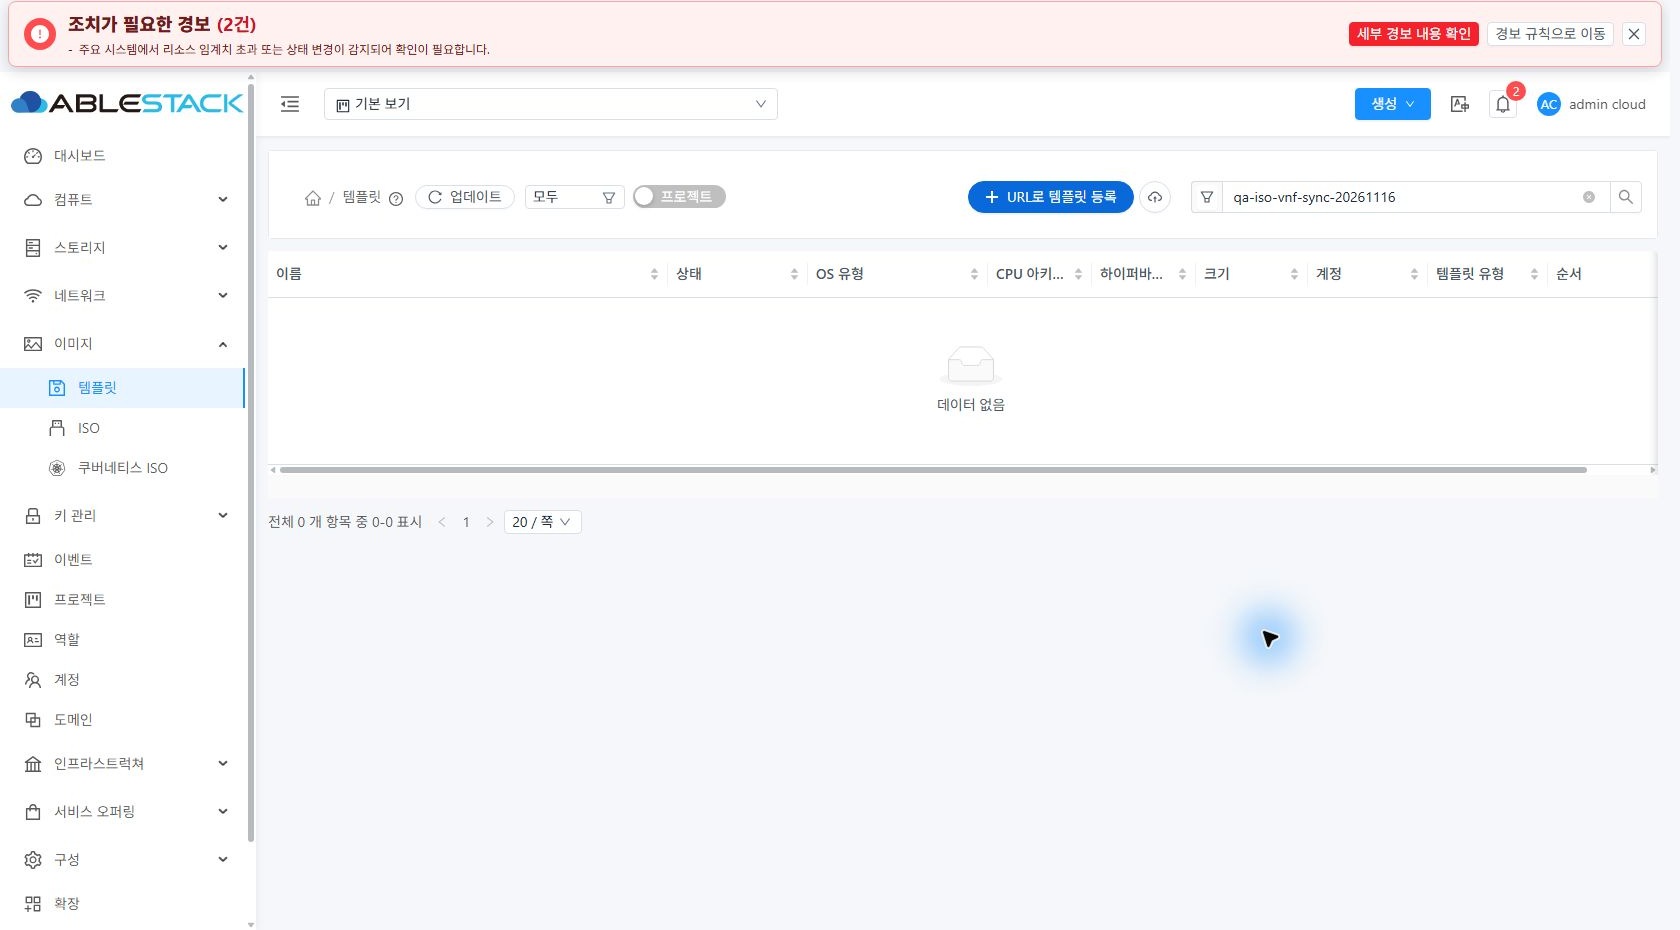 조치가 필요한 경보 (2건)
- 주요 시스템에서 리소스 임계치 초과 또는 상태 변경이 감지되어 확인이 필요합니다.
세부 경보 내용 확인
경보 규칙으로 이동
ABLESTACK
기본 보기
생성
2
AC
admin cloud
대시보드
컴퓨트
스토리지
네트워크
이미지
템플릿
ISO
쿠버네티스 ISO
키 관리
이벤트
프로젝트
역할
계정
도메인
인프라스트럭쳐
서비스 오퍼링
구성
확장
/ 템플릿
업데이트
모두
프로젝트
URL로 템플릿 등록
qa-iso-vnf-sync-20261116
이름
상태
OS 유형
CPU 아키...
하이퍼바...
크기
계정
템플릿 유형
순서
데이터 없음
전체 0 개 항목 중 0-0 표시
1
20 / 쪽